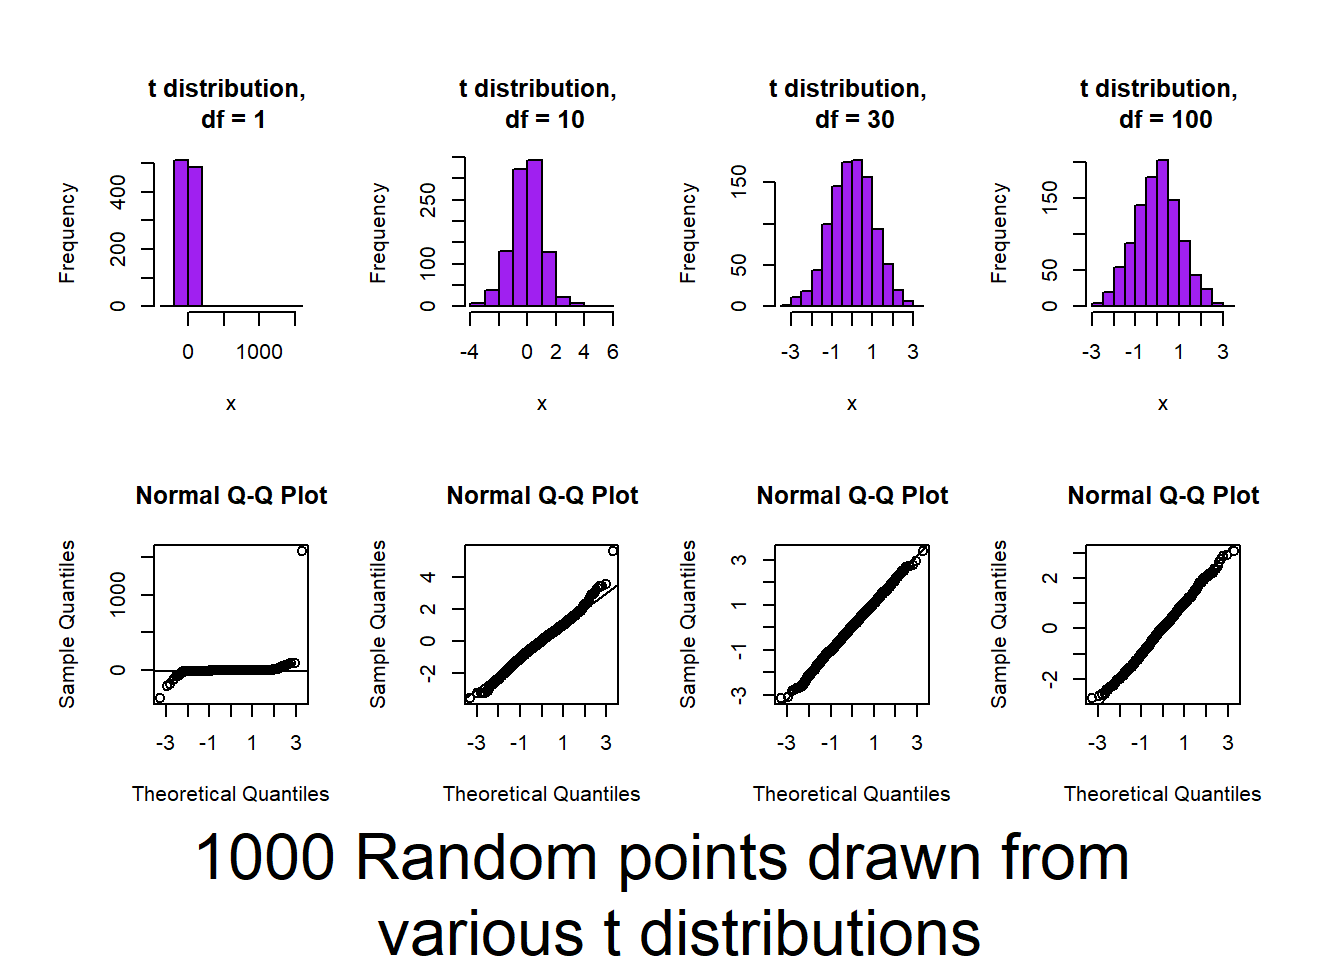 t distribution,
df = 1
t distribution,
df = 10
t distribution,
df = 30
t distribution,
df = 100
Frequency
0 200 400
0 1000
x
Frequency
0 100 250
-4 0 2 4 6
x
Frequency
0 50 150
-3 -1 1 3
x
Frequency
0 50 150
-3 -1 1 3
x
Normal Q-Q Plot
Normal Q-Q Plot
Normal Q-Q Plot
Normal Q-Q Plot
Sample Quantiles
0 1000
-3 -1 1 3
Theoretical Quantiles
Sample Quantiles
-2 0 2 4
-3 -1 1 3
Theoretical Quantiles
Sample Quantiles
-3 -1 1 3
-3 -1 1 3
Theoretical Quantiles
Sample Quantiles
-2 0 2
-3 -1 1 3
Theoretical Quantiles
1000 Random points drawn from
various t distributions